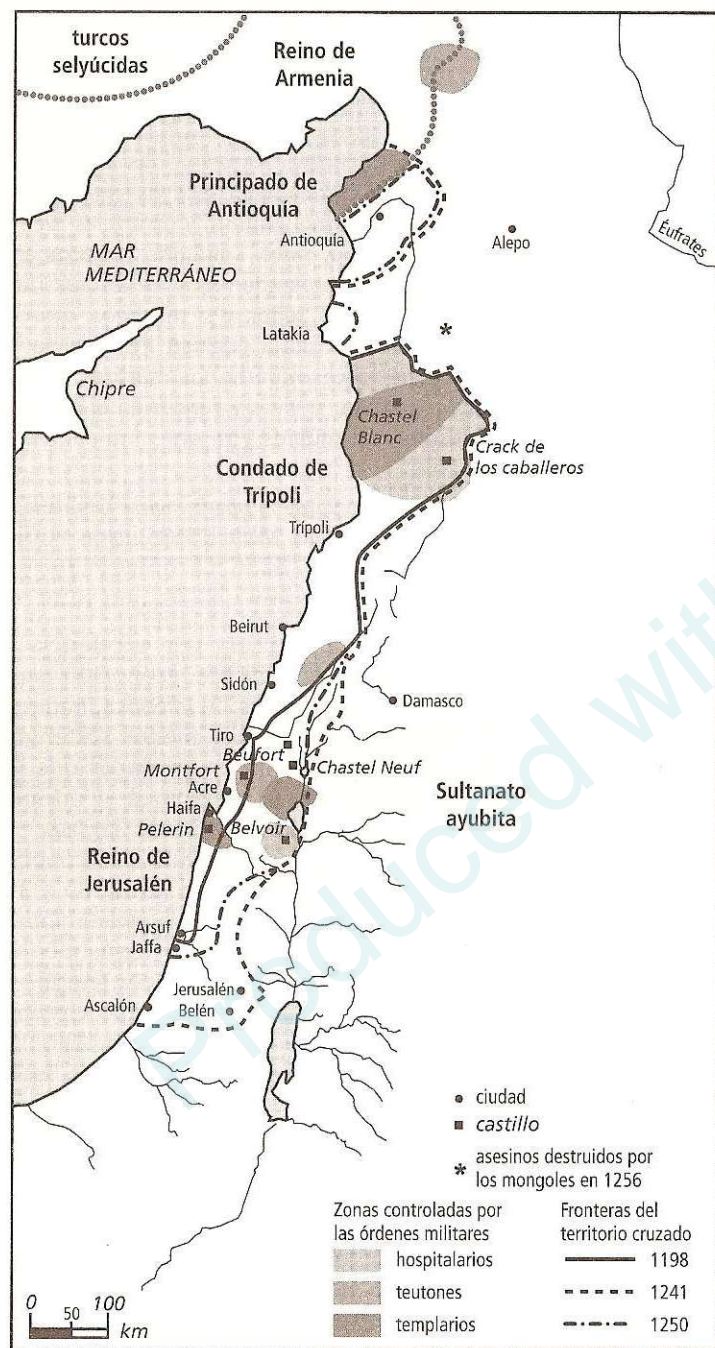 turcos
selyúcidas
Reino de
Armenia
Principado de
Antioquía
Antioquía
Alepo
Éufrates
MAR
MEDITERRÁNEO
Latakia
Chipre
Chastel
Blanc
Crack de
los caballeros
Condado de
Trípoli
Trípoli
Beirut
Sidón
Damasco
Tiro
Beufort
Chastel Neuf
Montfort
Acre
Haifa
Pelerin
Belvoir
Sultanato
ayubita
Reino de
Jerusalén
Arsuf
Jaffa
Jerusalén
Ascalón
Belén
ciudad
castillo
* asesinos destruidos por
los mongoles en 1256
Zonas controladas por
las órdenes militares
hospitalarios
teutones
templarios
Fronteras del
territorio cruzado
1198
1241
1250
0 50 100
km
Produced with